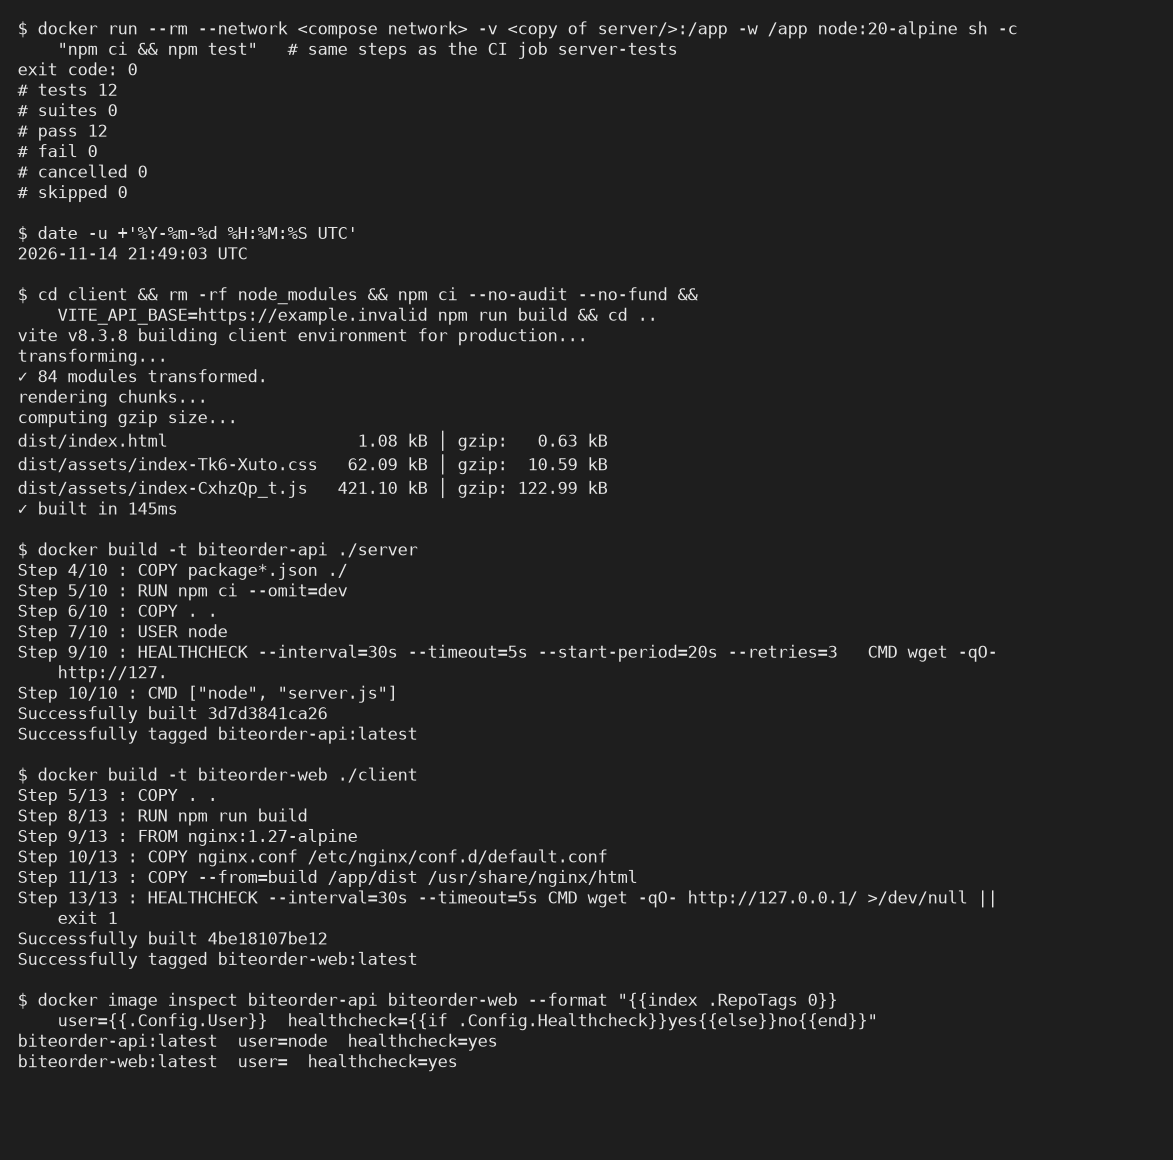 $ docker run --rm --network <compose network> -v <copy of server/>:/app -w /app node:20-alpine sh -c
    "npm ci && npm test"   # same steps as the CI job server-tests
exit code: 0
# tests 12
# suites 0
# pass 12
# fail 0
# cancelled 0
# skipped 0

$ date -u +'%Y-%m-%d %H:%M:%S UTC'
2026-11-14 21:49:03 UTC

$ cd client && rm -rf node_modules && npm ci --no-audit --no-fund &&
    VITE_API_BASE=https://example.invalid npm run build && cd ..
vite v8.3.8 building client environment for production...
transforming...
✓ 84 modules transformed.
rendering chunks...
computing gzip size...
dist/index.html                   1.08 kB │ gzip:   0.63 kB
dist/assets/index-Tk6-Xuto.css   62.09 kB │ gzip:  10.59 kB
dist/assets/index-CxhzQp_t.js   421.10 kB │ gzip: 122.99 kB
✓ built in 145ms

$ docker build -t biteorder-api ./server
Step 4/10 : COPY package*.json ./
Step 5/10 : RUN npm ci --omit=dev
Step 6/10 : COPY . .
Step 7/10 : USER node
Step 9/10 : HEALTHCHECK --interval=30s --timeout=5s --start-period=20s --retries=3   CMD wget -qO-
    http://127.
Step 10/10 : CMD ["node", "server.js"]
Successfully built 3d7d3841ca26
Successfully tagged biteorder-api:latest

$ docker build -t biteorder-web ./client
Step 5/13 : COPY . .
Step 8/13 : RUN npm run build
Step 9/13 : FROM nginx:1.27-alpine
Step 10/13 : COPY nginx.conf /etc/nginx/conf.d/default.conf
Step 11/13 : COPY --from=build /app/dist /usr/share/nginx/html
Step 13/13 : HEALTHCHECK --interval=30s --timeout=5s CMD wget -qO- http://127.0.0.1/ >/dev/null ||
    exit 1
Successfully built 4be18107be12
Successfully tagged biteorder-web:latest

$ docker image inspect biteorder-api biteorder-web --format "{{index .RepoTags 0}}
    user={{.Config.User}}  healthcheck={{if .Config.Healthcheck}}yes{{else}}no{{end}}"
biteorder-api:latest  user=node  healthcheck=yes
biteorder-web:latest  user=  healthcheck=yes